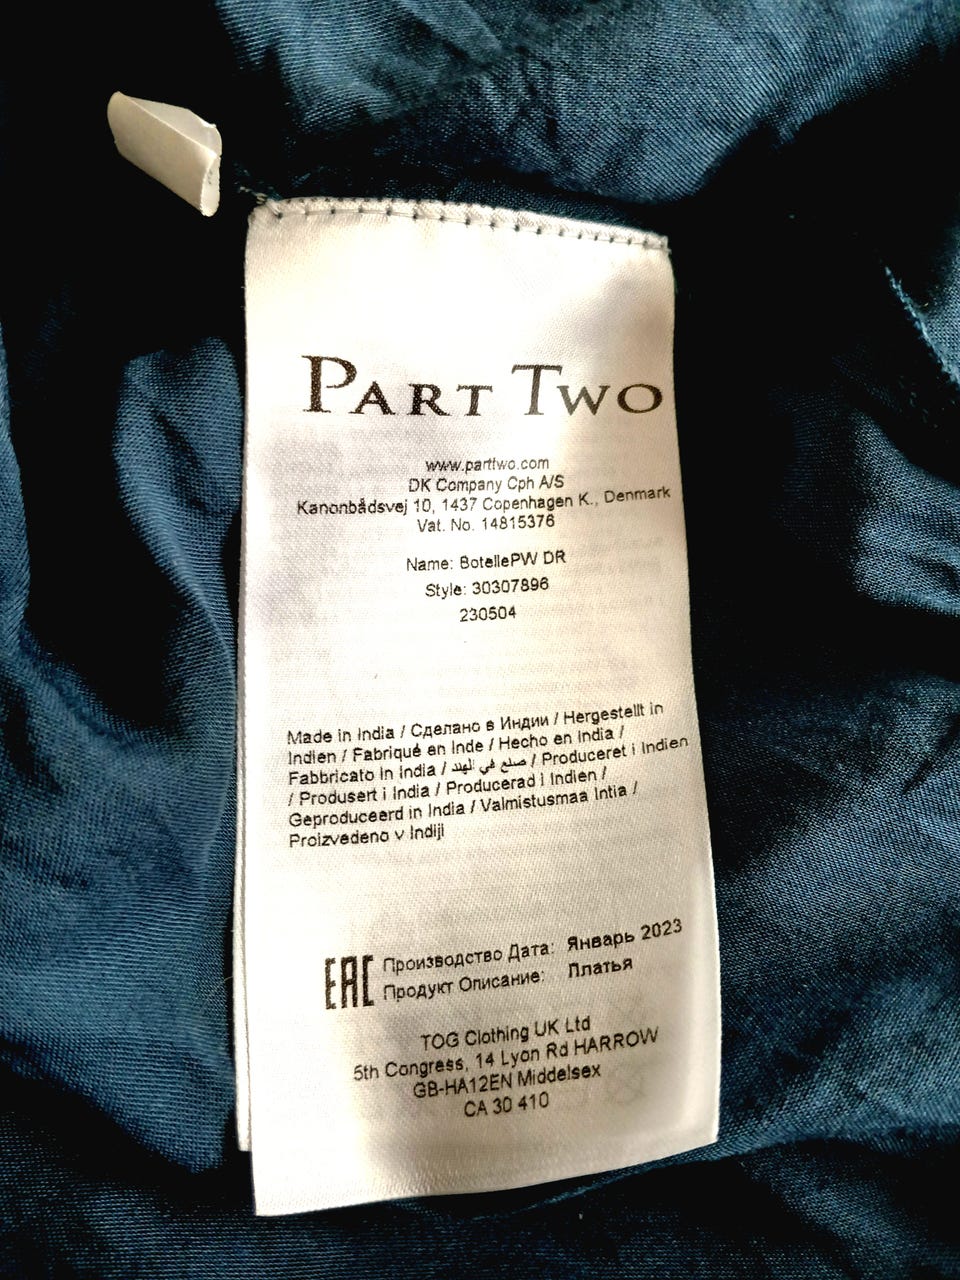 PART TWO
www.parttwo.com
DK Company Cph A/S
Kanonbådsvej 10, 1437 Copenhagen K., Denmark
Vat. No. 14815376
Name: BotellePW DR
Style: 30307896
230504
Made in India / Сделано в Индии / Hergestellt in
Indien / Fabriqué en Inde / Hecho en India /
Fabbricato in India / صنع في الهند / Produceret i Indien
/ Produsert i India / Producerad i Indien /
Geproduceerd in India / Valmistusmaa Intia /
Proizvedeno v Indiji
EAC
Производство Дата: Январь 2023
Продукт Описание: Платья
TOG Clothing UK Ltd
5th Congress, 14 Lyon Rd HARROW
GB-HA12EN Middelsex
CA 30 410